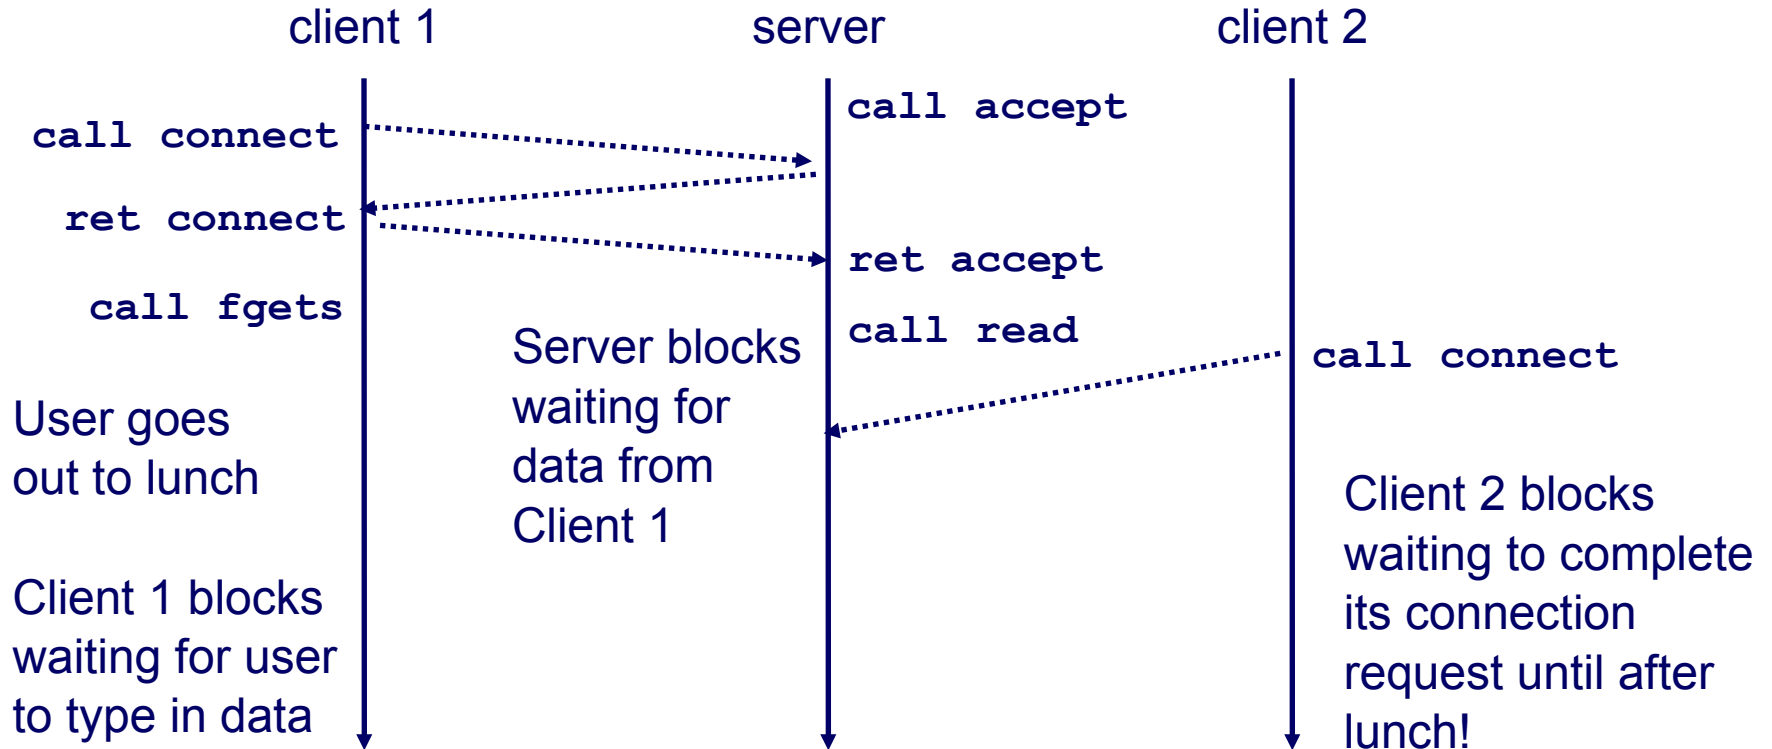 client 1
server
client 2
call connect
ret connect
call fgets
User goes
out to lunch
Client 1 blocks
waiting for user
to type in data
call accept
ret accept
call read
Server blocks
waiting for
data from
Client 1
call connect
Client 2 blocks
waiting to complete
its connection
request until after
lunch!